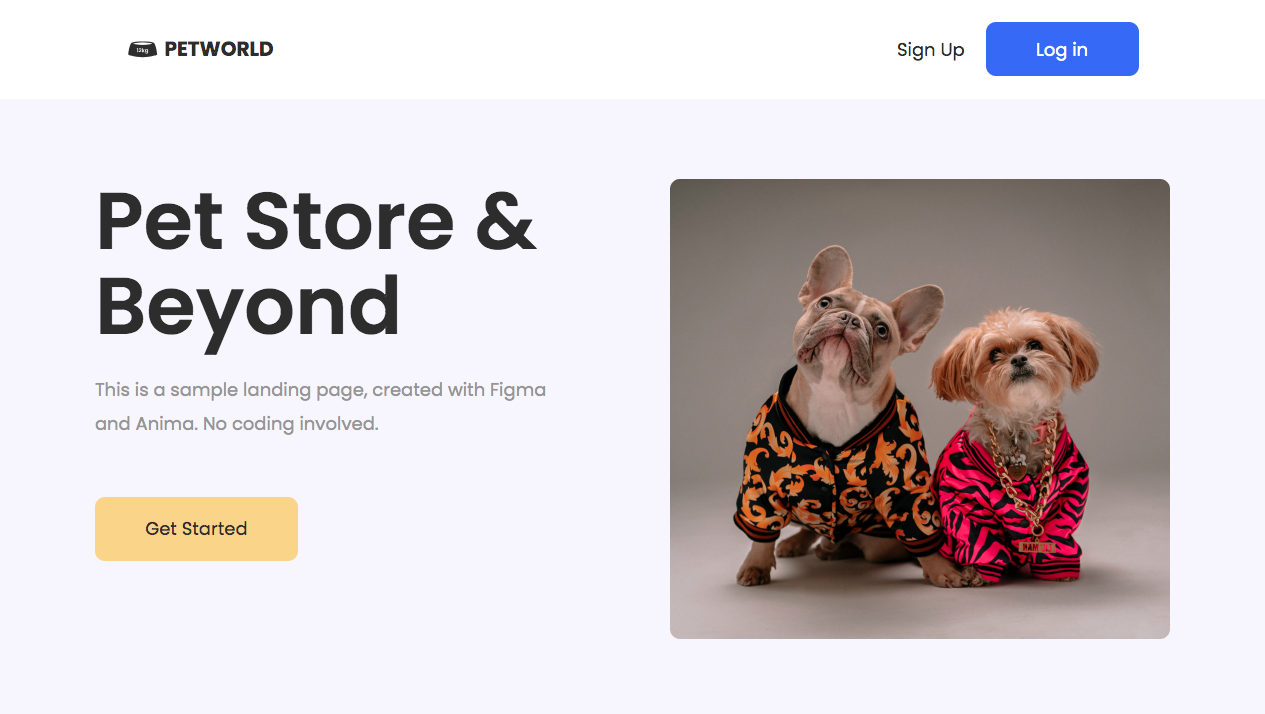 12kg PETWORLD
Sign Up
Log in
Pet Store &
Beyond
This is a sample landing page, created with Figma
and Anima. No coding involved.
Get Started